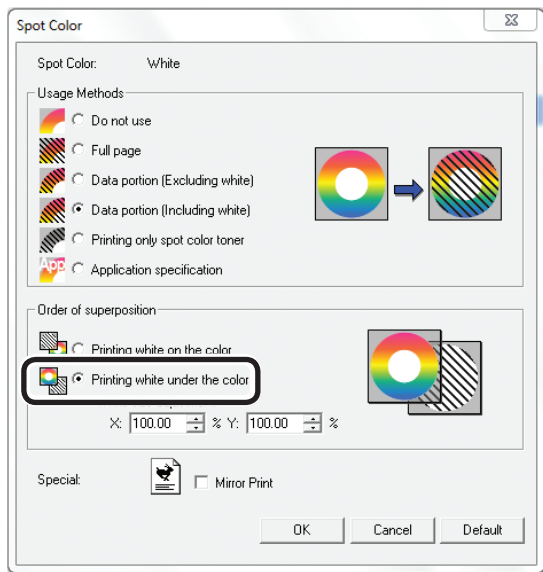 Spot Color
Spot Color: White
Usage Methods
Do not use
Full page
Data portion (Excluding white)
Data portion (Including white)
Printing only spot color toner
App Application specification
Order of superposition
Printing white on the color
Printing white under the color
X: 100.00 % Y: 100.00 %
Special: Mirror Print
OK Cancel Default